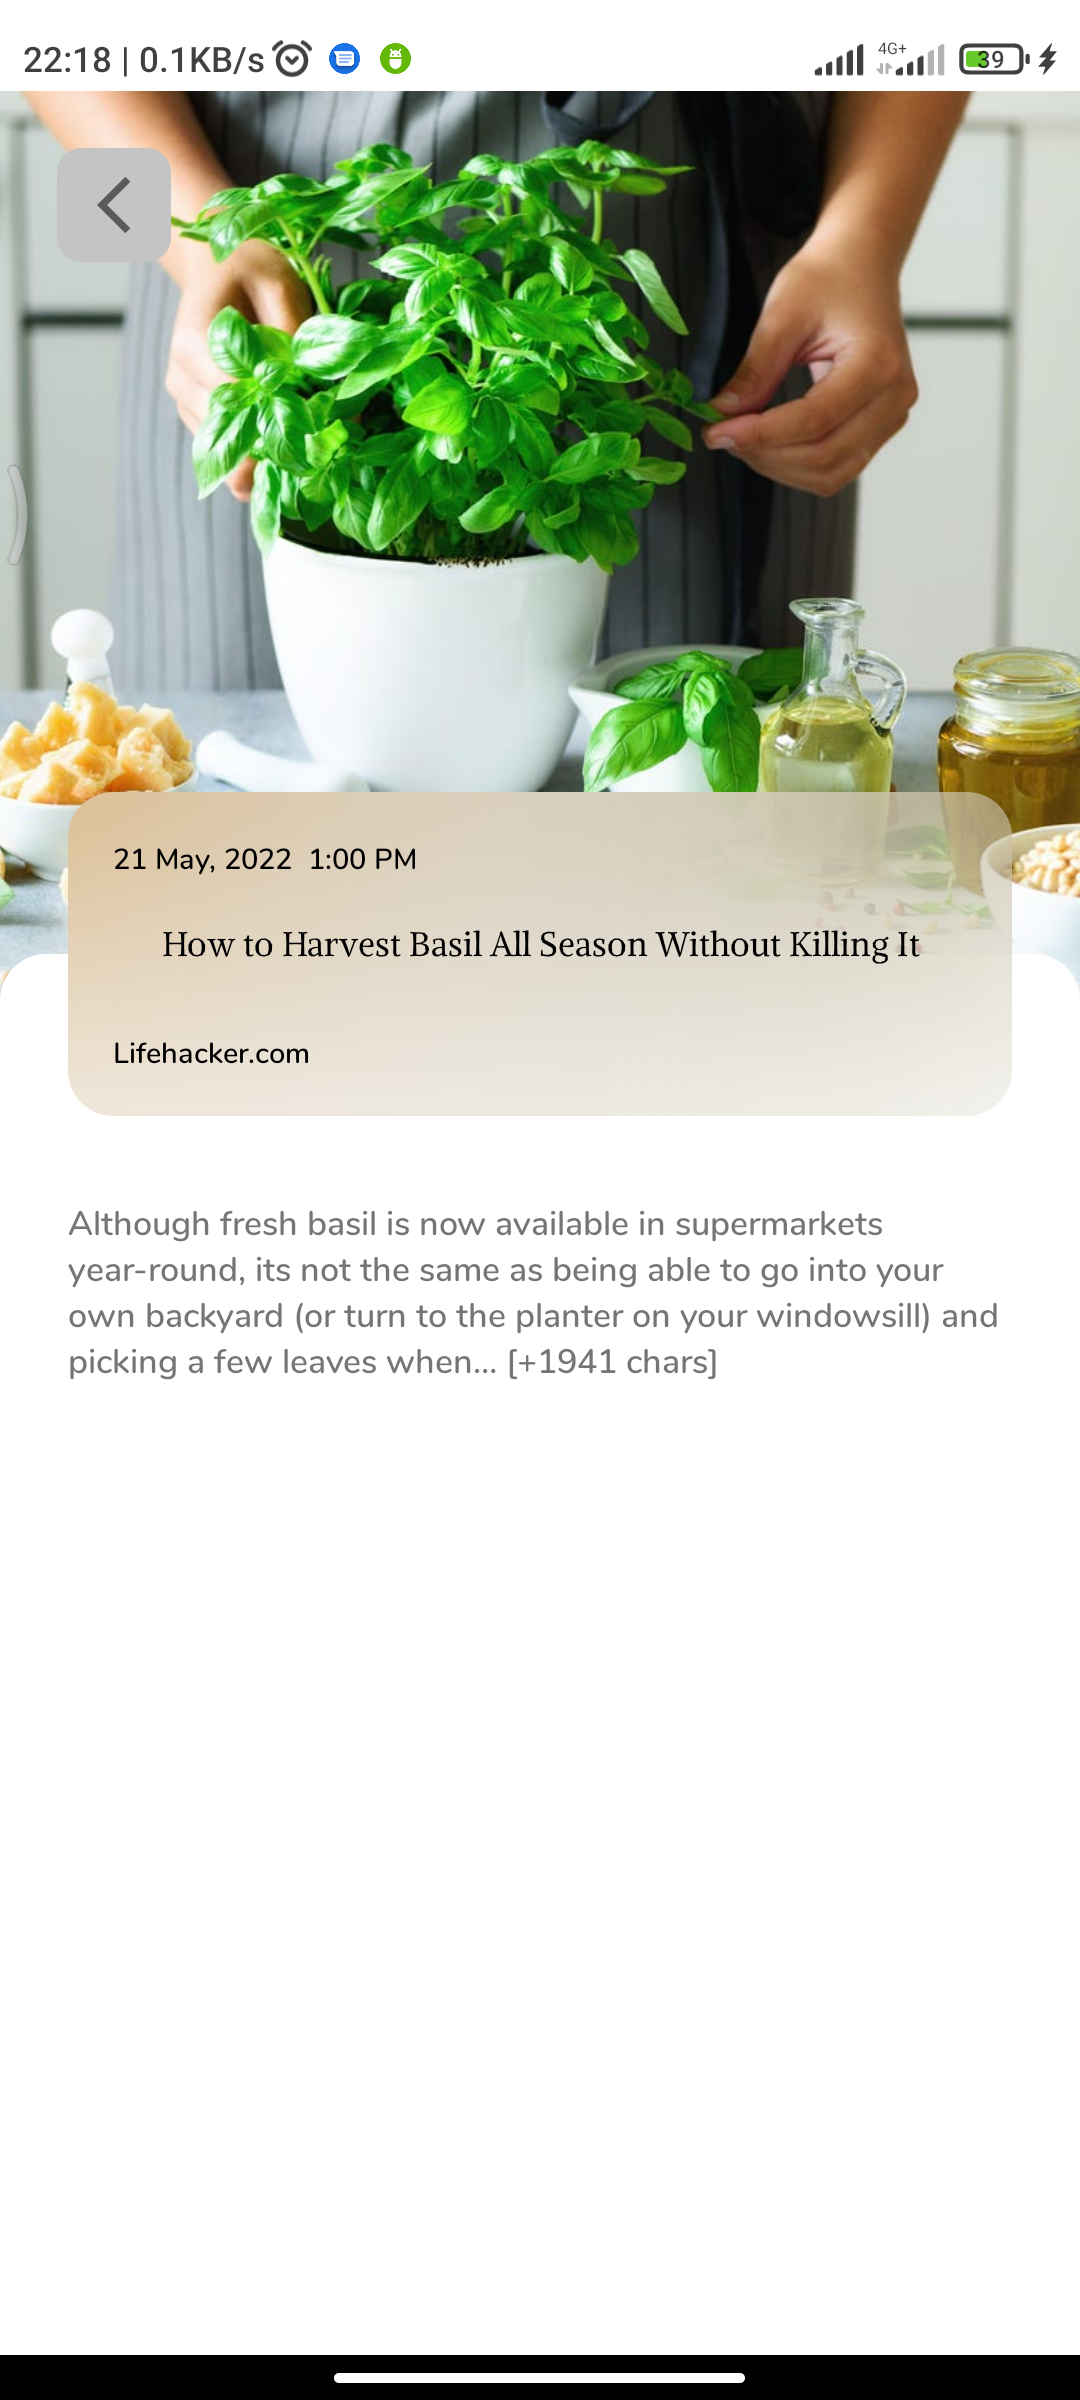 22:18 | 0.1KB/s 4G+ 39
21 May, 2022  1:00 PM
How to Harvest Basil All Season Without Killing It
Lifehacker.com
Although fresh basil is now available in supermarkets
year-round, its not the same as being able to go into your
own backyard (or turn to the planter on your windowsill) and
picking a few leaves when… [+1941 chars]